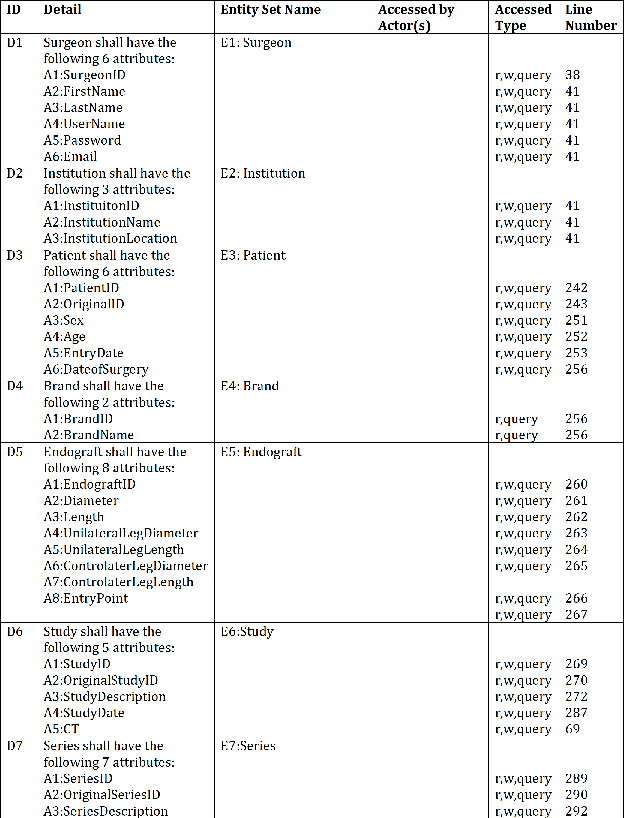 ID Detail Entity Set Name Accessed by Actor(s) Accessed Type Line Number
D1 Surgeon shall have the E1: Surgeon
following 6 attributes:
A1:SurgeonID r,w,query 38
A2:FirstName r,w,query 41
A3:LastName r,w,query 41
A4:UserName r,w,query 41
A5:Password r,w,query 41
A6:Email r,w,query 41
D2 Institution shall have the E2: Institution
following 3 attributes:
A1:InstituitonID r,w,query 41
A2:InstitutionName r,w,query 41
A3:InstitutionLocation r,w,query 41
D3 Patient shall have the E3: Patient
following 6 attributes:
A1:PatientID r,w,query 242
A2:OriginalID r,w,query 243
A3:Sex r,w,query 251
A4:Age r,w,query 252
A5:EntryDate r,w,query 253
A6:DateofSurgery r,w,query 256
D4 Brand shall have the E4: Brand
following 2 attributes:
A1:BrandID r,query 256
A2:BrandName r,query 256
D5 Endograft shall have the E5: Endograft
following 8 attributes:
A1:EndograftID r,w,query 260
A2:Diameter r,w,query 261
A3:Length r,w,query 262
A4:UnilateralLegDiameter r,w,query 263
A5:UnilateralLegLength r,w,query 264
A6:ControlaterLegDiameter r,w,query 265
A7:ControlaterLegLength
A8:EntryPoint r,w,query 266
r,w,query 267
D6 Study shall have the E6:Study
following 5 attributes:
A1:StudyID r,w,query 269
A2:OriginalStudyID r,w,query 270
A3:StudyDescription r,w,query 272
A4:StudyDate r,w,query 287
A5:CT r,w,query 69
D7 Series shall have the E7:Series
following 7 attributes:
A1:SeriesID r,w,query 289
A2:OriginalSeriesID r,w,query 290
A3:SeriesDescription r,w,query 292